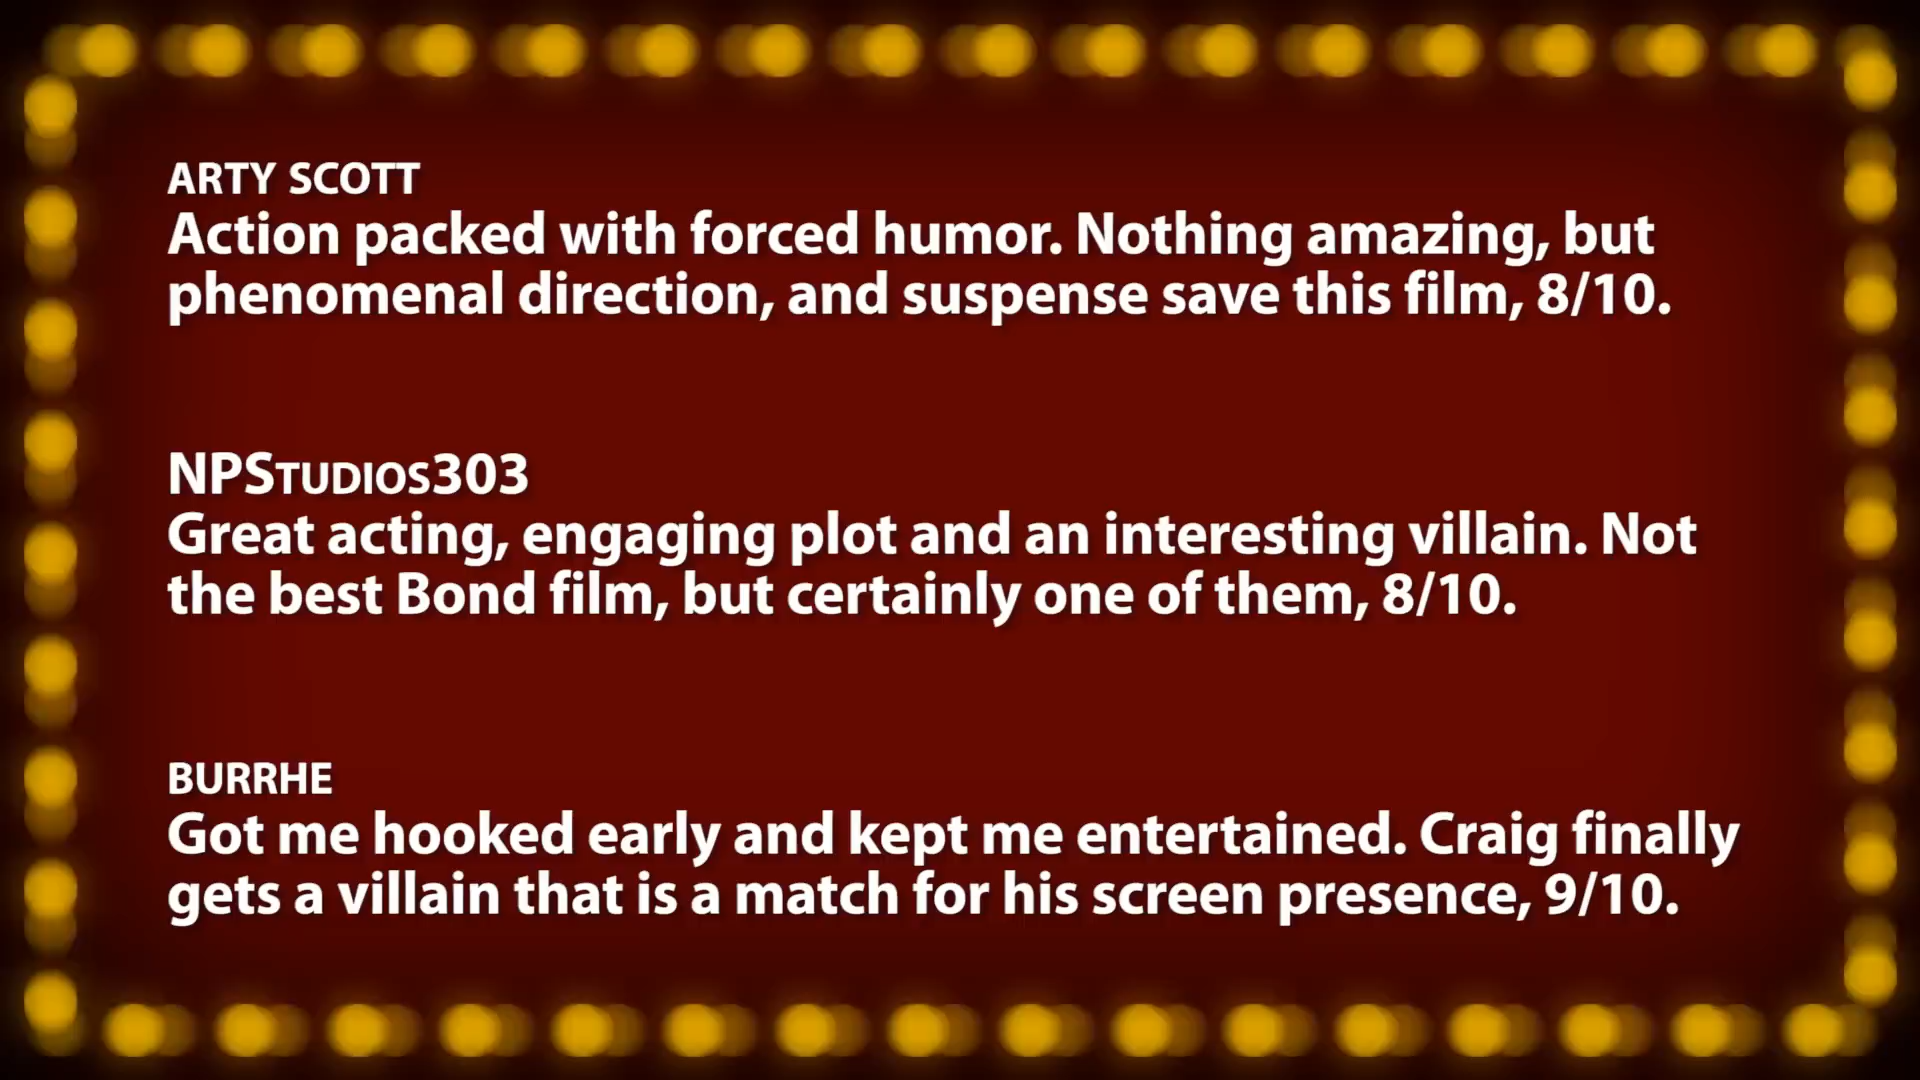 ARTY SCOTT
Action packed with forced humor. Nothing amazing, but
phenomenal direction, and suspense save this film, 8/10.
NPSTUDIOS303
Great acting, engaging plot and an interesting villain. Not
the best Bond film, but certainly one of them, 8/10.
BURRHE
Got me hooked early and kept me entertained. Craig finally
gets a villain that is a match for his screen presence, 9/10.